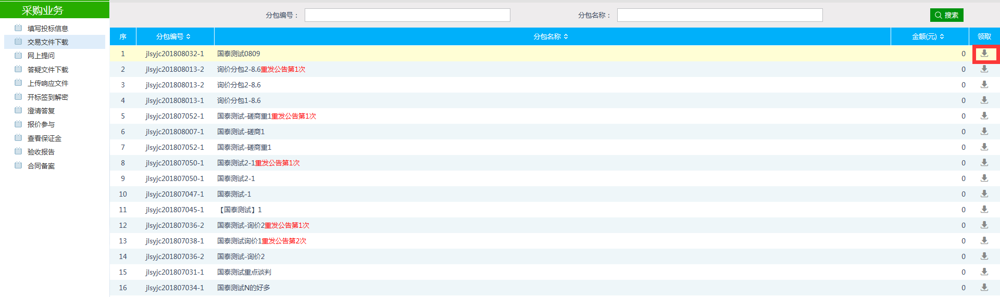 采购业务
填写投标信息
交易文件下载
网上提问
答疑文件下载
上传响应文件
开标签到解密
澄清答复
报价参与
查看保证金
验收报告
合同备案
分包编号： 分包名称： 搜索
序 分包编号 分包名称 金额(元) 领取
1 jlsyjc201808032-1 国泰测试0809 0
2 jlsyjc201808013-2 询价分包2-8.6重发公告第1次 0
3 jlsyjc201808013-2 询价分包2-8.6 0
4 jlsyjc201808013-1 询价分包1-8.6 0
5 jlsyjc201807052-1 国泰测试-磋商重1重发公告第1次 0
6 jlsyjc201808007-1 国泰测试-磋商1 0
7 jlsyjc201807052-1 国泰测试-磋商重1 0
8 jlsyjc201807050-1 国泰测试2-1重发公告第1次 0
9 jlsyjc201807050-1 国泰测试2-1 0
10 jlsyjc201807047-1 国泰测试-1 0
11 jlsyjc201807045-1 【国泰测试】1 0
12 jlsyjc201807036-2 国泰测试-询价2重发公告第1次 0
13 jlsyjc201807038-1 国泰测试询价1重发公告第2次 0
14 jlsyjc201807036-2 国泰测试-询价2 0
15 jlsyjc201807031-1 国泰测试重点谈判 0
16 jlsyjc201807034-1 国泰测试N的好多 0